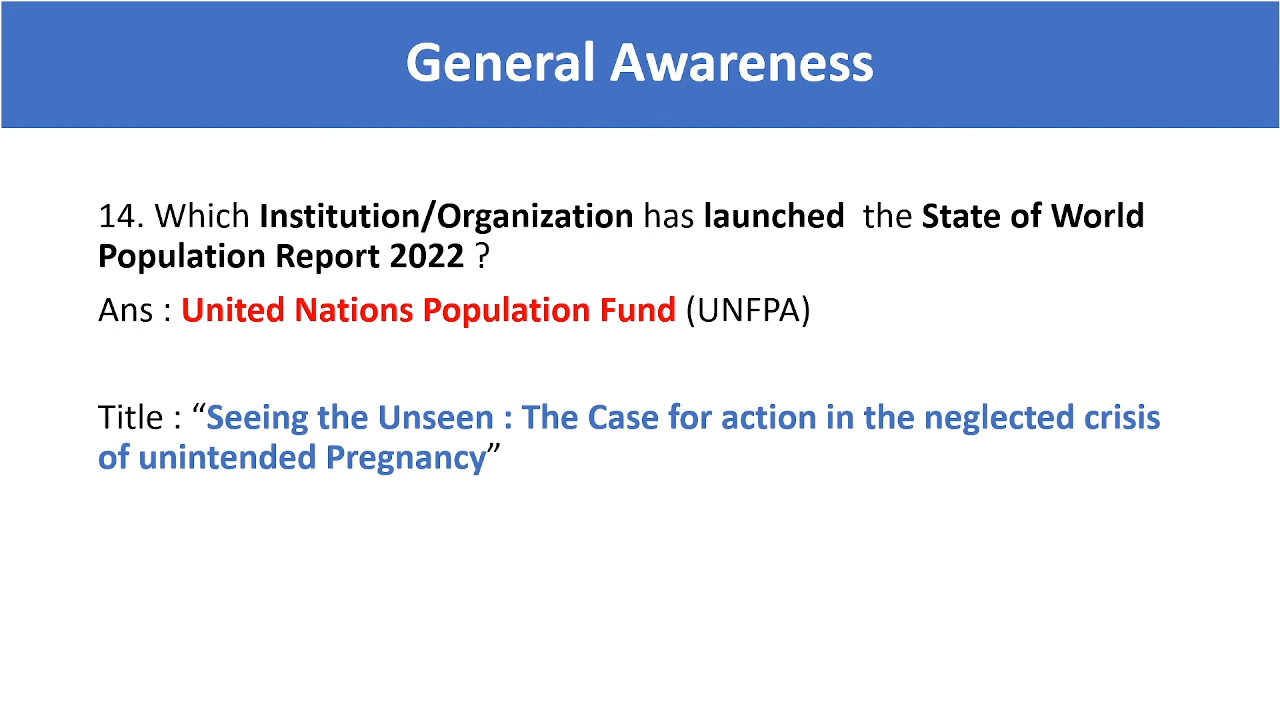 General Awareness
14. Which Institution/Organization has launched  the State of World
Population Report 2022 ?
Ans : United Nations Population Fund (UNFPA)
Title : “Seeing the Unseen : The Case for action in the neglected crisis
of unintended Pregnancy”